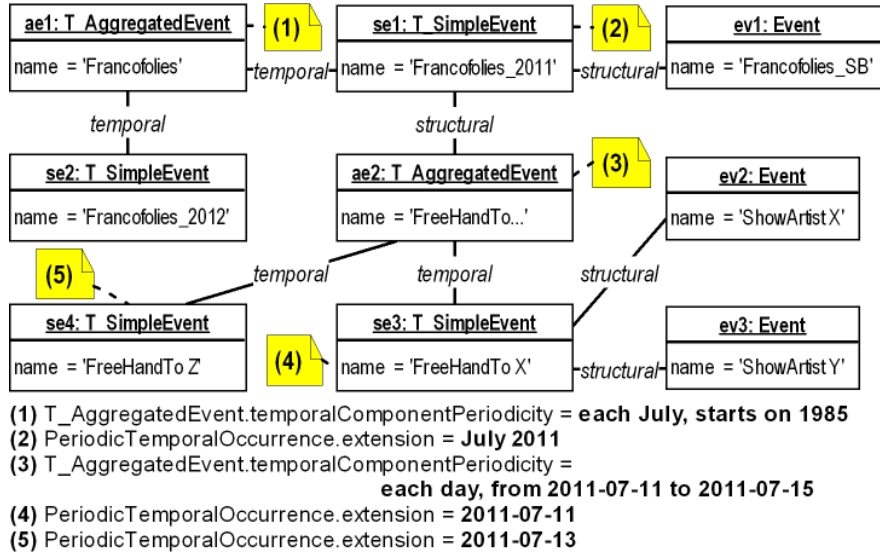 ae1: T_AggregatedEvent
(1)
se1: T_SimpleEvent
(2)
ev1: Event
name = 'Francofolies'
temporal
name = 'Francofolies_2011'
structural
name = 'Francofolies_SB'
temporal
structural
se2: T_SimpleEvent
ae2: T_AggregatedEvent
(3)
ev2: Event
name = 'Francofolies_2012'
name = 'FreeHandTo...'
name = 'ShowArtist X'
(5)
temporal
temporal
structural
se4: T_SimpleEvent
se3: T_SimpleEvent
ev3: Event
name = 'FreeHandTo Z'
(4)
name = 'FreeHandTo X'
structural
name = 'ShowArtist Y'
(1) T_AggregatedEvent.temporalComponentPeriodicity = each July, starts on 1985
(2) PeriodicTemporalOccurrence.extension = July 2011
(3) T_AggregatedEvent.temporalComponentPeriodicity =
each day, from 2011-07-11 to 2011-07-15
(4) PeriodicTemporalOccurrence.extension = 2011-07-11
(5) PeriodicTemporalOccurrence.extension = 2011-07-13